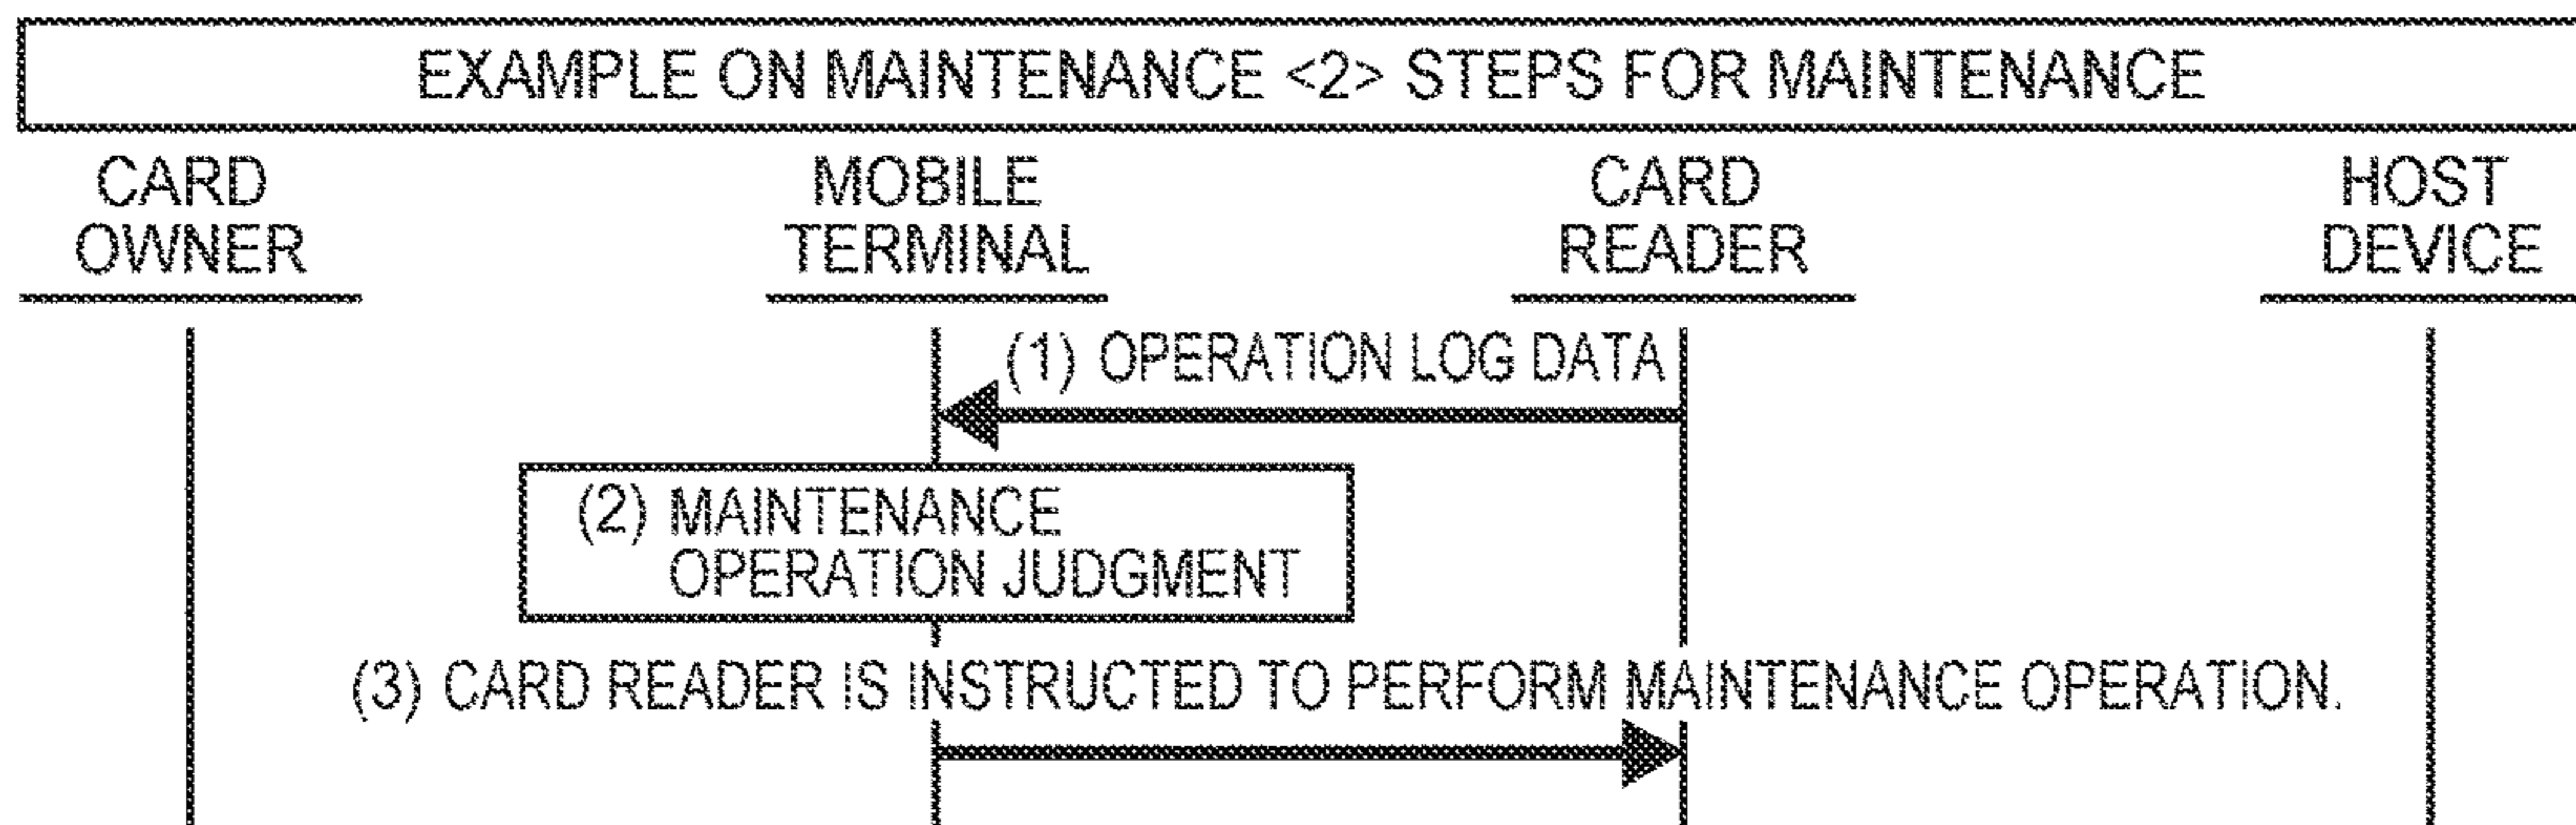 EXAMPLE ON MAINTENANCE <2> STEPS FOR MAINTENANCE
CARD
OWNER
MOBILE
TERMINAL
CARD
READER
HOST
DEVICE
(1) OPERATION LOG DATA
(2) MAINTENANCE
OPERATION JUDGMENT
(3) CARD READER IS INSTRUCTED TO PERFORM MAINTENANCE OPERATION.